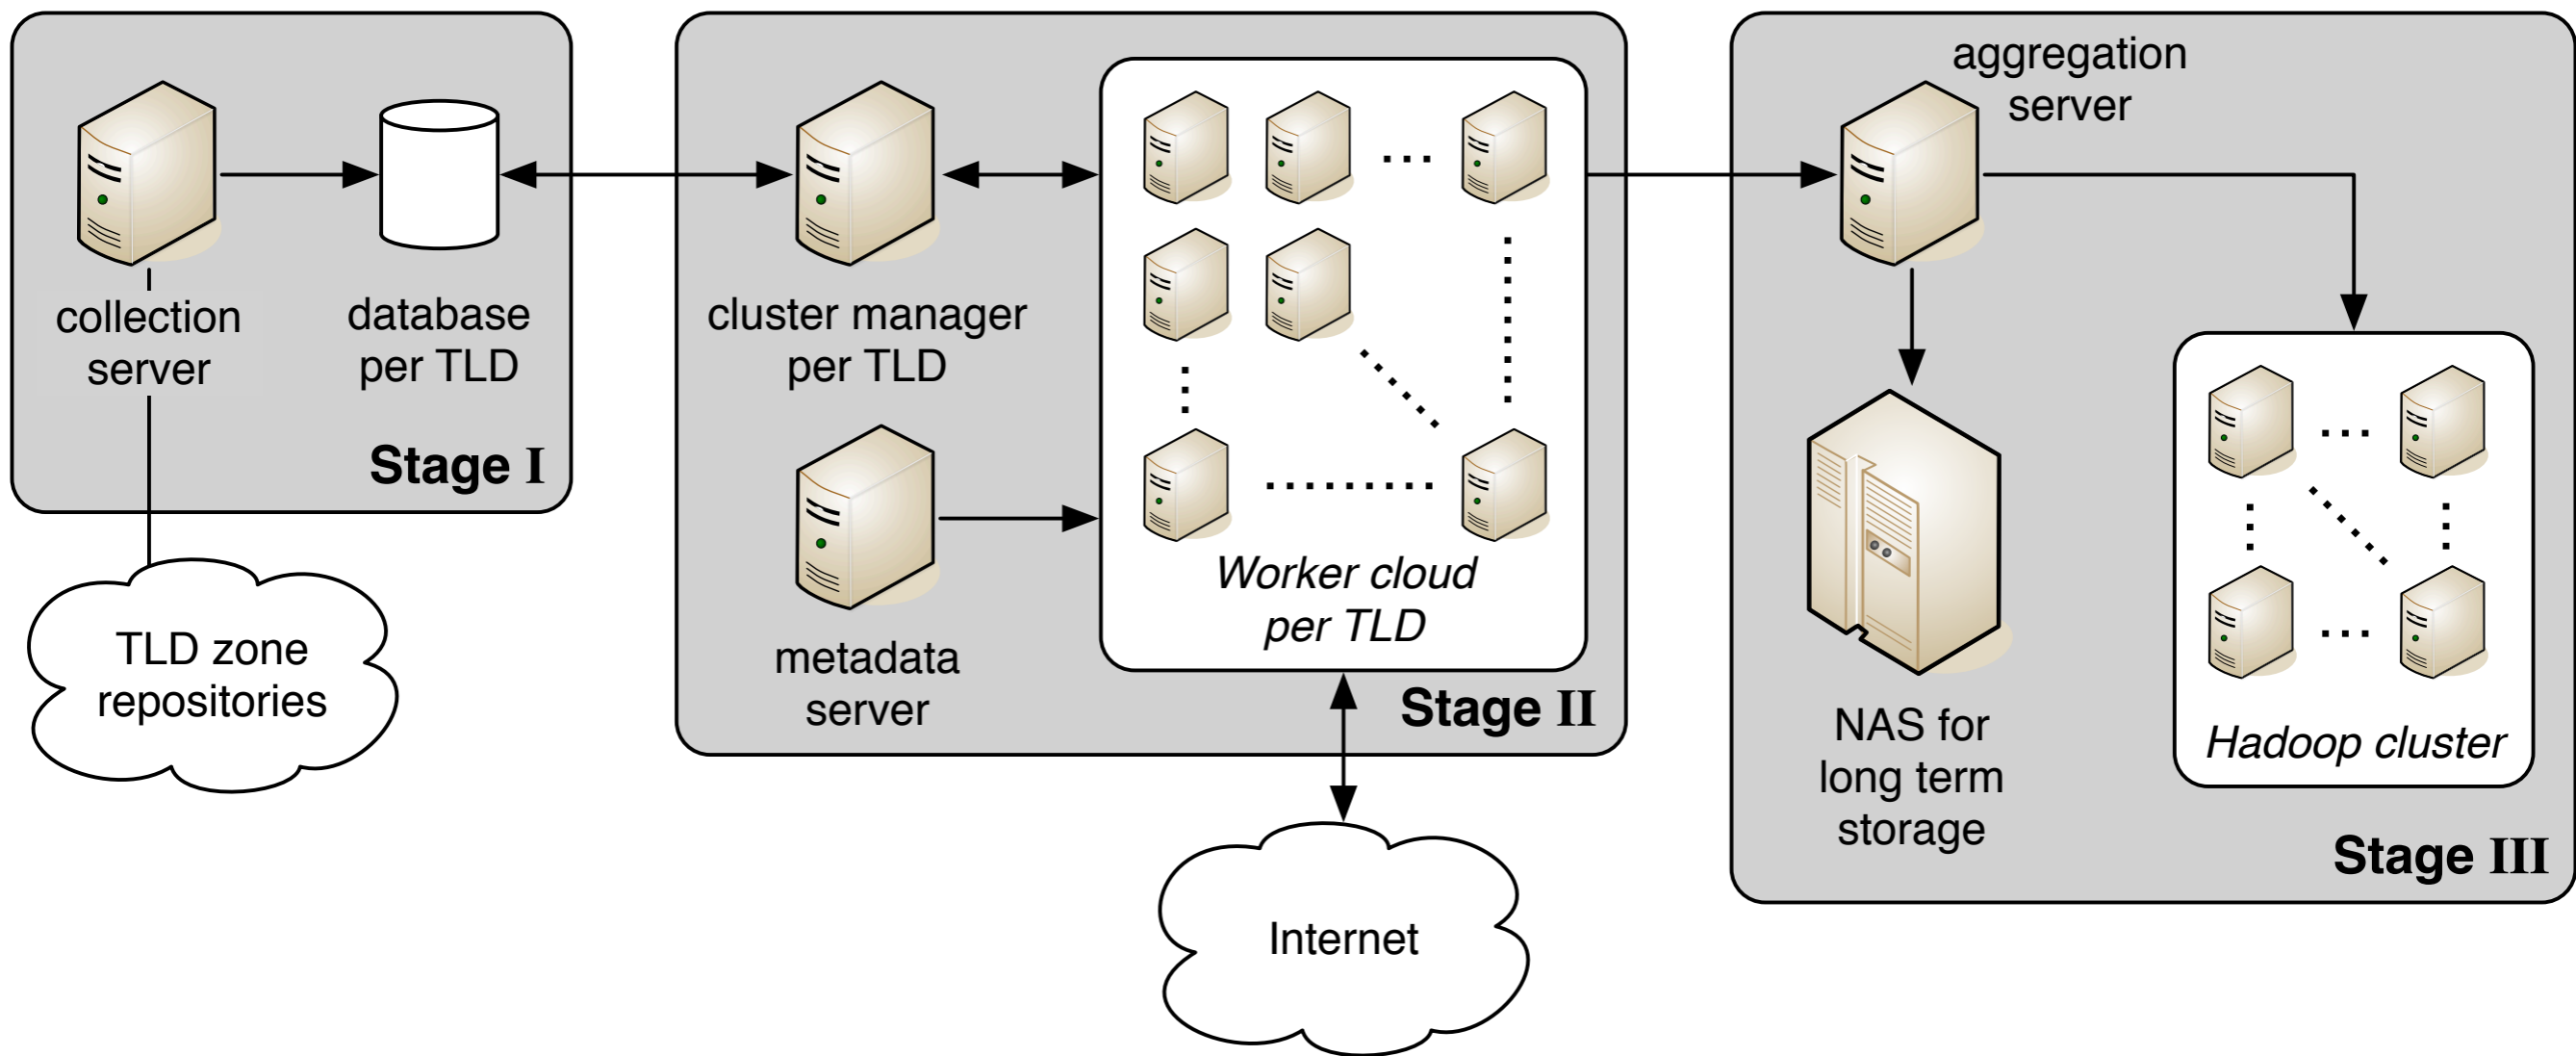 collection
server
database
per TLD
Stage I
TLD zone
repositories
cluster manager
per TLD
metadata
server
Worker cloud
per TLD
Stage II
Internet
aggregation
server
NAS for
long term
storage
Hadoop cluster
Stage III